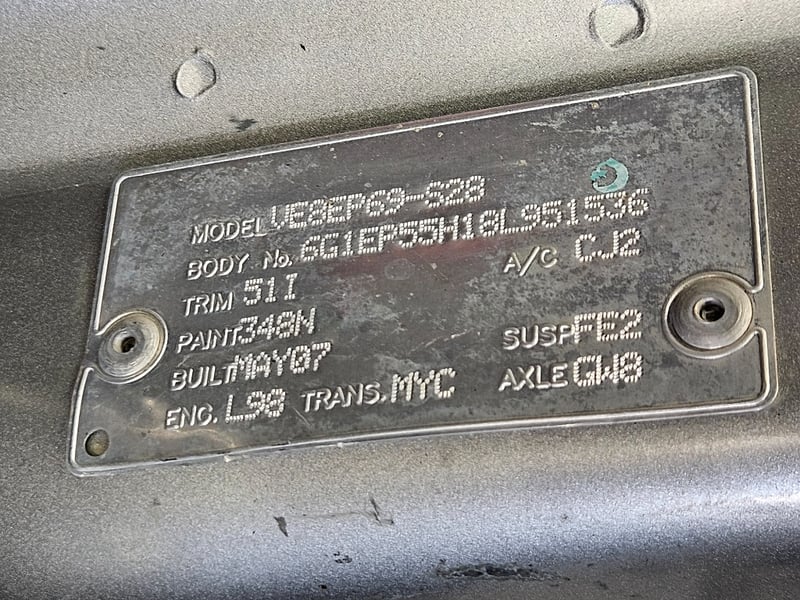 MODEL VE8EP69-S28
BODY No. 6G1EP55H18L951536
TRIM 51I A/C CJ2
PAINT 348N
BUILT MAY07 SUSP FE2
ENG. L98 TRANS. MYC AXLE GW8